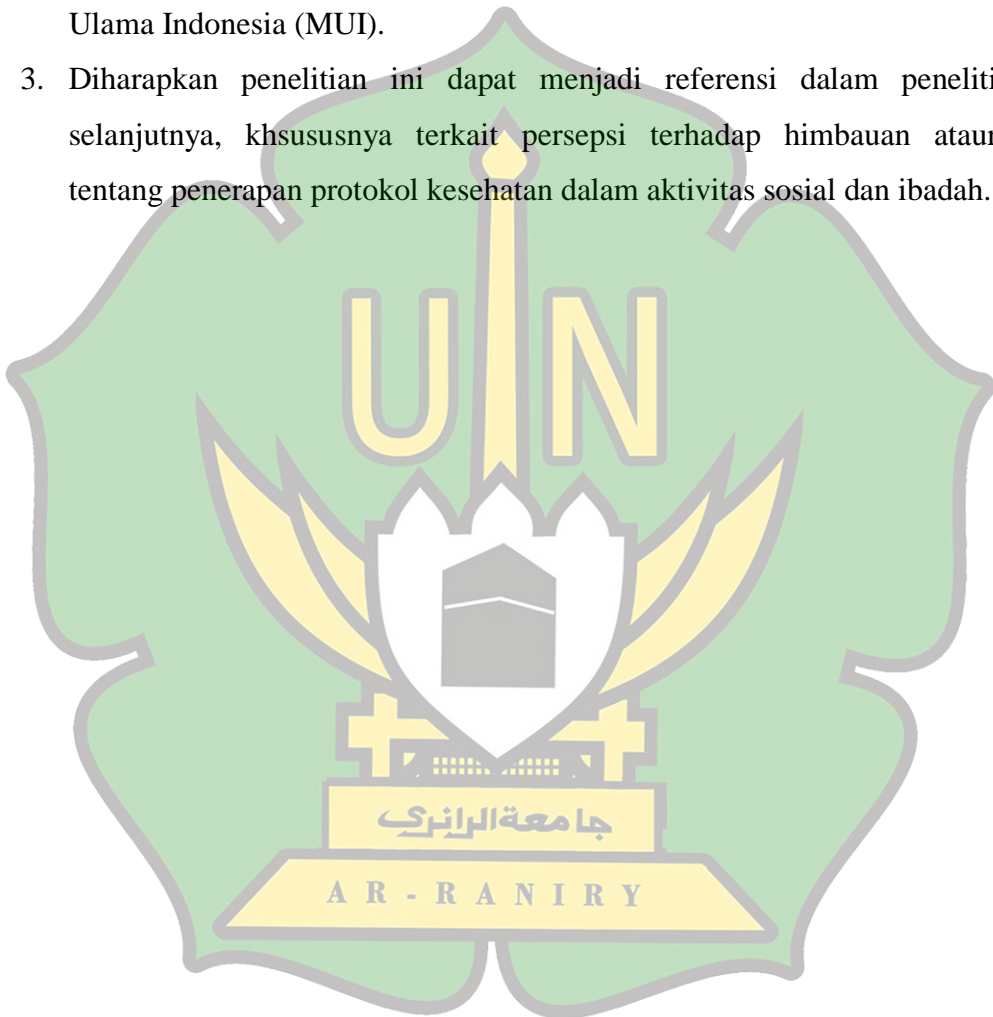 Ulama Indonesia (MUI).
3. Diharapkan penelitian ini dapat menjadi referensi dalam peneliti
selanjutnya, khsususnya terkait persepsi terhadap himbauan ataur
tentang penerapan protokol kesehatan dalam aktivitas sosial dan ibadah.
UIN
جامعة الرانري
AR-RANIRY